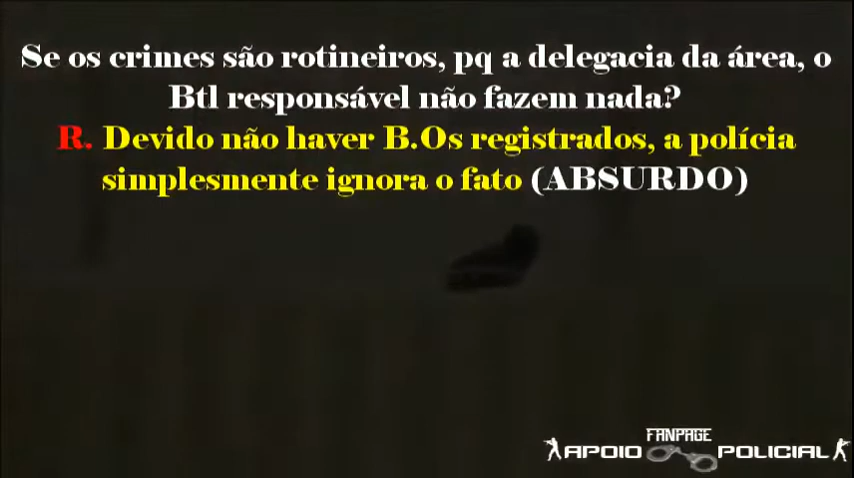 Se os crimes são rotineiros, pq a delegacia da área, o
Btl responsável não fazem nada?
R. Devido não haver B.Os registrados, a polícia
simplesmente ignora o fato (ABSURDO)
FANPAGE
APOIO POLICIAL